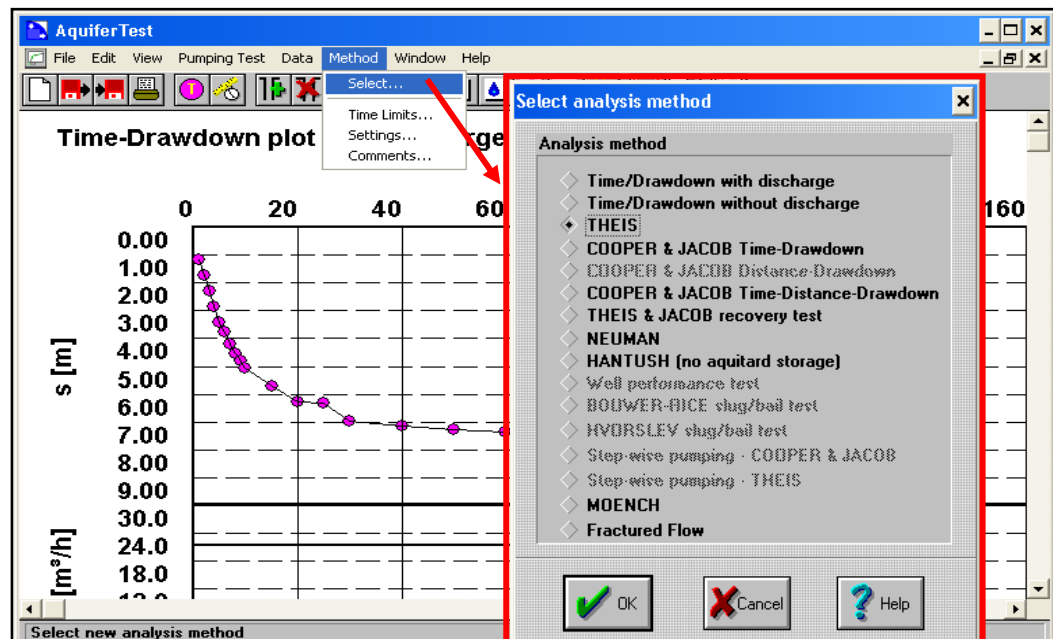 AquiferTest
File Edit View Pumping Test Data Method Window Help
Select...
Time Limits...
Settings...
Comments...
Time-Drawdown plot
0 20 40 60 160
0.00
1.00
2.00
3.00
4.00
5.00
6.00
7.00
8.00
9.00
30.0
24.0
18.0
s [m]
[m³/h]
Select new analysis method
Select analysis method
Analysis method
Time/Drawdown with discharge
Time/Drawdown without discharge
THEIS
COOPER & JACOB Time-Drawdown
COOPER & JACOB Distance-Drawdown
COOPER & JACOB Time-Distance-Drawdown
THEIS & JACOB recovery test
NEUMAN
HANTUSH (no aquitard storage)
Well performance test
BOUWER-RICE slug/bail test
HVORSLEV slug/bail test
Step-wise pumping - COOPER & JACOB
Step-wise pumping - THEIS
MOENCH
Fractured Flow
OK Cancel Help